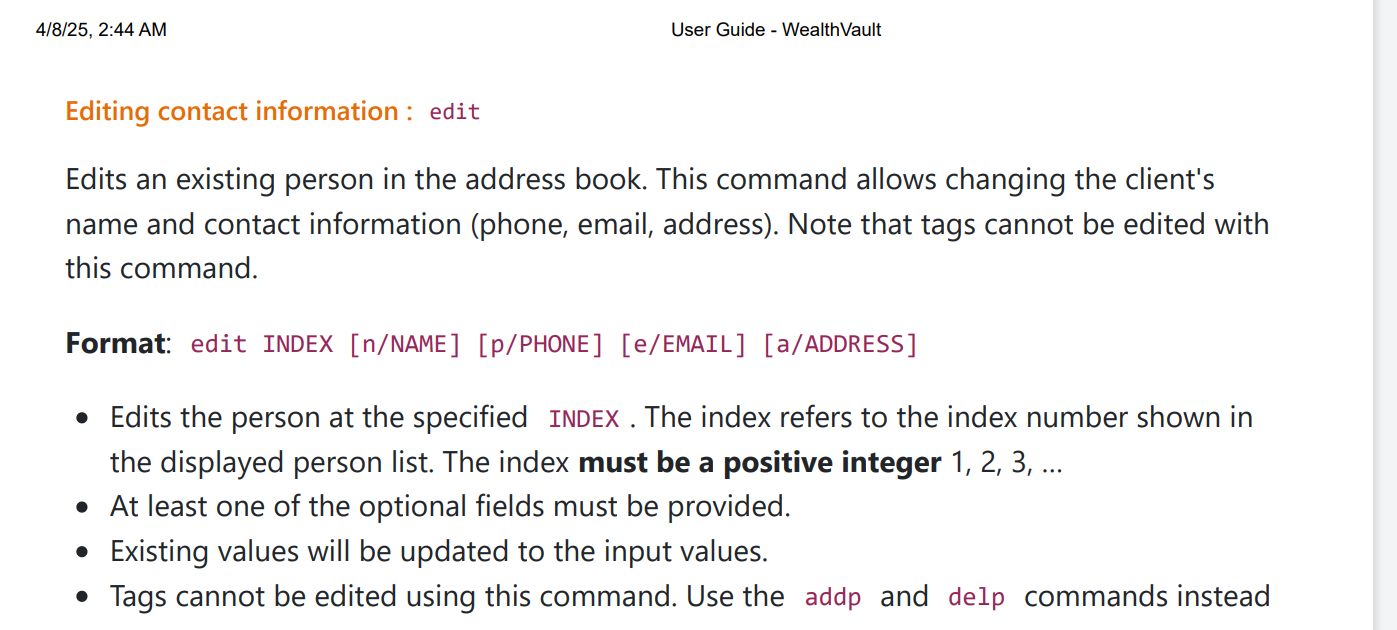 4/8/25, 2:44 AM User Guide - WealthVault
Editing contact information : edit
Edits an existing person in the address book. This command allows changing the client's
name and contact information (phone, email, address). Note that tags cannot be edited with
this command.
Format: edit INDEX [n/NAME] [p/PHONE] [e/EMAIL] [a/ADDRESS]
• Edits the person at the specified INDEX . The index refers to the index number shown in
the displayed person list. The index must be a positive integer 1, 2, 3, …
• At least one of the optional fields must be provided.
• Existing values will be updated to the input values.
• Tags cannot be edited using this command. Use the addp and delp commands instead